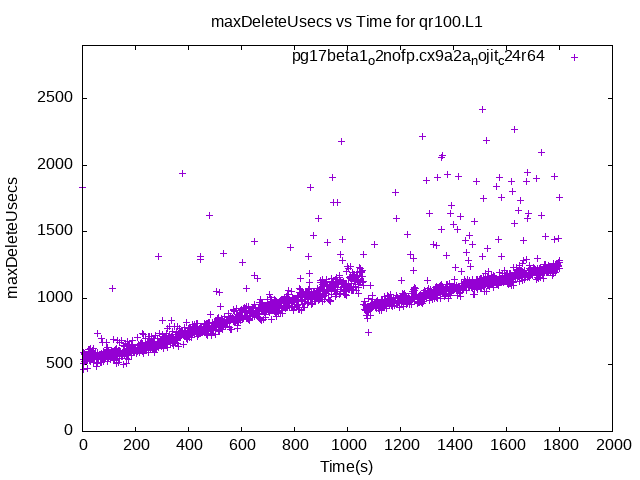 maxDeleteUsecs vs Time for qr100.L1
pg17beta1_o2nofp.cx9a2a_nojit_c24r64
maxDeleteUsecs
2500
2000
1500
1000
500
0
0 200 400 600 800 1000 1200 1400 1600 1800 2000
Time(s)